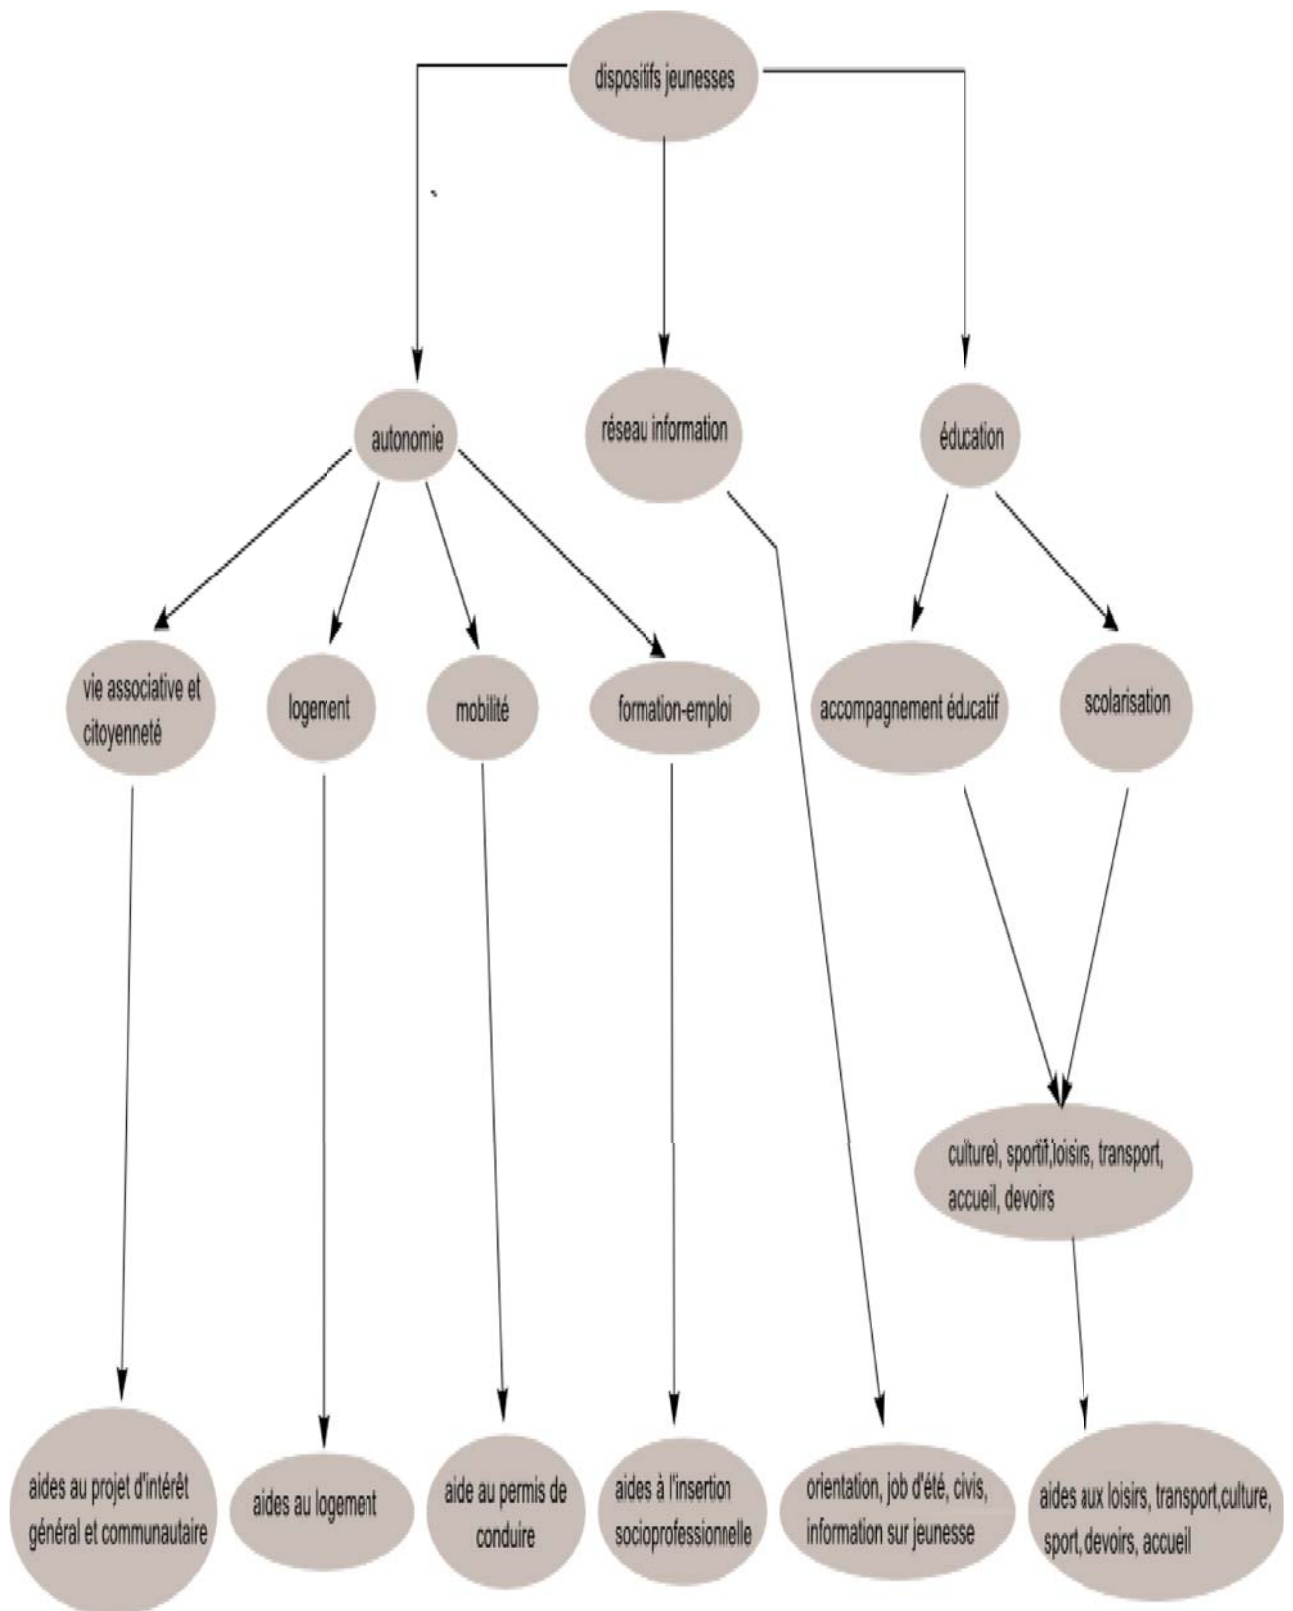 dispositifs jeunesses
autonomie
réseau information
éducation
vie associative et
citoyenneté
logement
mobilité
formation-emploi
accompagnement éducatif
scolarisation
culturel, sportif,loisirs, transport,
accueil, devoirs
aides au projet d'intérêt
général et communautaire
aides au logement
aide au permis de
conduire
aides à l'insertion
socioprofessionnelle
orientation, job d'été, civis,
information sur jeunesse
aides aux loisirs, transport,culture,
sport,devoirs, accueil